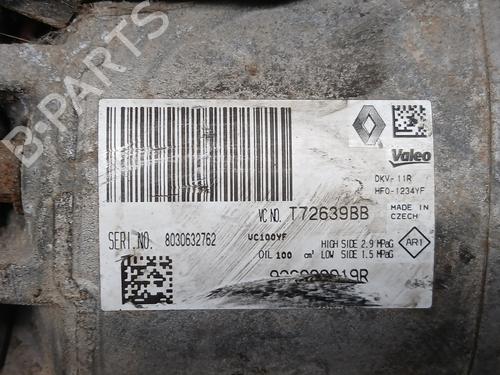 B-PARTS
Valeo
DKV-11R
HFO-1234YF
VC NO. T72639BB
MADE IN
CZECH
SERI.NO. 8030632762
VC100YF
OIL 100 cm³
HIGH SIDE 2.9 MPaG
LOW SIDE 1.5 MPaG
AR1